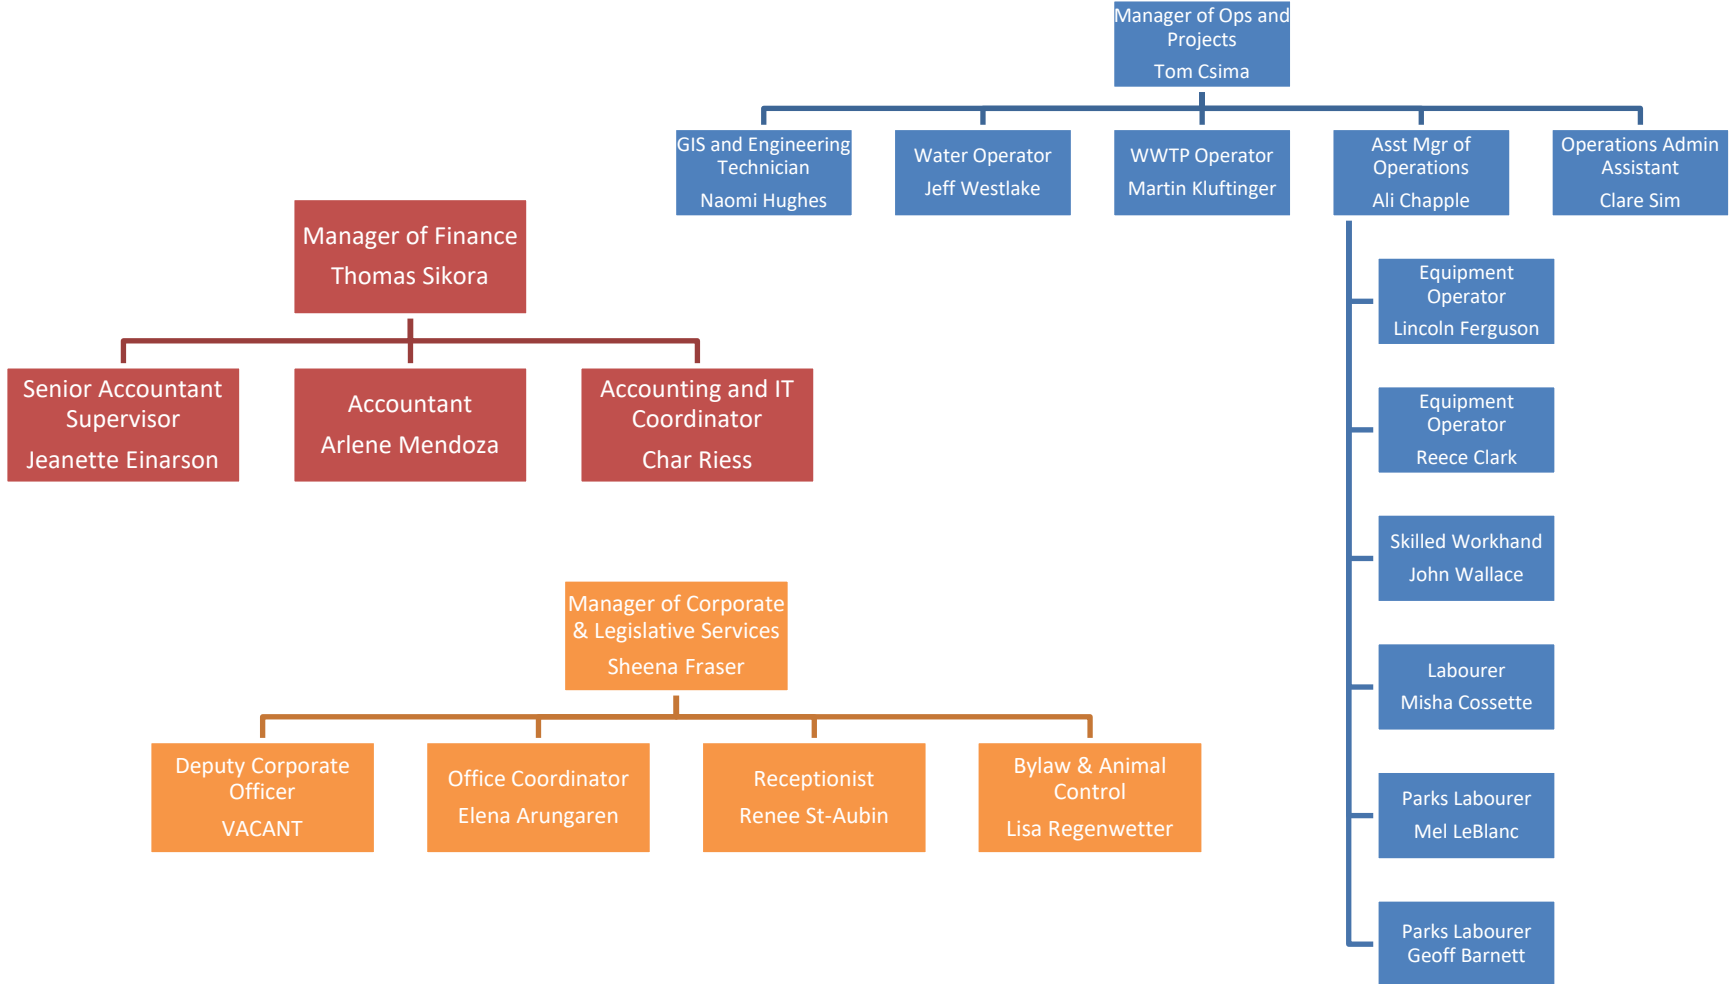 Manager of Ops and
Projects
Tom Csima
GIS and Engineering
Technician
Naomi Hughes
Water Operator
Jeff Westlake
WWTP Operator
Martin Kluftinger
Asst Mgr of
Operations
Ali Chapple
Operations Admin
Assistant
Clare Sim
Equipment
Operator
Lincoln Ferguson
Equipment
Operator
Reece Clark
Skilled Workhand
John Wallace
Labourer
Misha Cossette
Parks Labourer
Mel LeBlanc
Parks Labourer
Geoff Barnett
Manager of Finance
Thomas Sikora
Senior Accountant
Supervisor
Jeanette Einarson
Accountant
Arlene Mendoza
Accounting and IT
Coordinator
Char Riess
Manager of Corporate
& Legislative Services
Sheena Fraser
Deputy Corporate
Officer
VACANT
Office Coordinator
Elena Arungaren
Receptionist
Renee St-Aubin
Bylaw & Animal
Control
Lisa Regenwetter